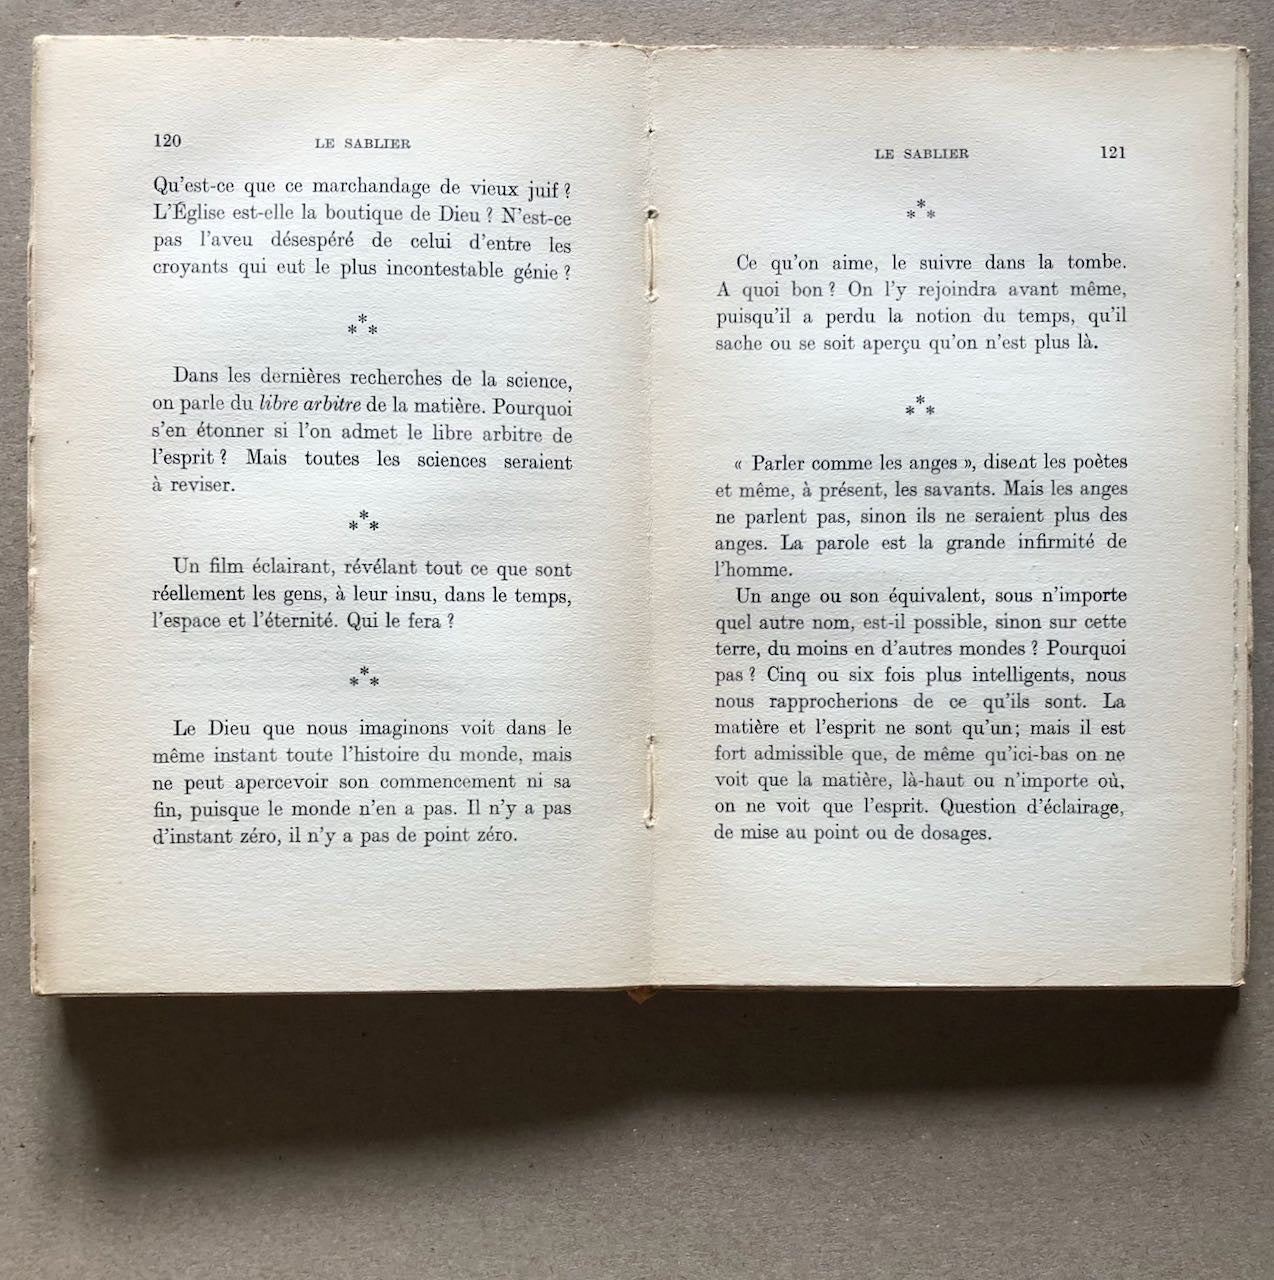 120
LE SABLIER
Qu'est-ce que ce marchandage de vieux juif ?
L'Église est-elle la boutique de Dieu ? N'est-ce
pas l'aveu désespéré de celui d'entre les
croyants qui eut le plus incontestable génie ?
*
* *
Dans les dernières recherches de la science,
on parle du libre arbitre de la matière. Pourquoi
s'en étonner si l'on admet le libre arbitre de
l'esprit ? Mais toutes les sciences seraient
à reviser.
*
* *
Un film éclairant, révélant tout ce que sont
réellement les gens, à leur insu, dans le temps,
l'espace et l'éternité. Qui le fera ?
*
* *
Le Dieu que nous imaginons voit dans le
même instant toute l'histoire du monde, mais
ne peut apercevoir son commencement ni sa
fin, puisque le monde n'en a pas. Il n'y a pas
d'instant zéro, il n'y a pas de point zéro.
LE SABLIER
121
*
* *
Ce qu'on aime, le suivre dans la tombe.
A quoi bon ? On l'y rejoindra avant même,
puisqu'il a perdu la notion du temps, qu'il
sache ou se soit aperçu qu'on n'est plus là.
*
* *
« Parler comme les anges », disent les poètes
et même, à présent, les savants. Mais les anges
ne parlent pas, sinon ils ne seraient plus des
anges. La parole est la grande infirmité de
l'homme.
Un ange ou son équivalent, sous n'importe
quel autre nom, est-il possible, sinon sur cette
terre, du moins en d'autres mondes ? Pourquoi
pas ? Cinq ou six fois plus intelligents, nous
nous rapprocherions de ce qu'ils sont. La
matière et l'esprit ne sont qu'un ; mais il est
fort admissible que, de même qu'ici-bas on ne
voit que la matière, là-haut ou n'importe où,
on ne voit que l'esprit. Question d'éclairage,
de mise au point ou de dosages.